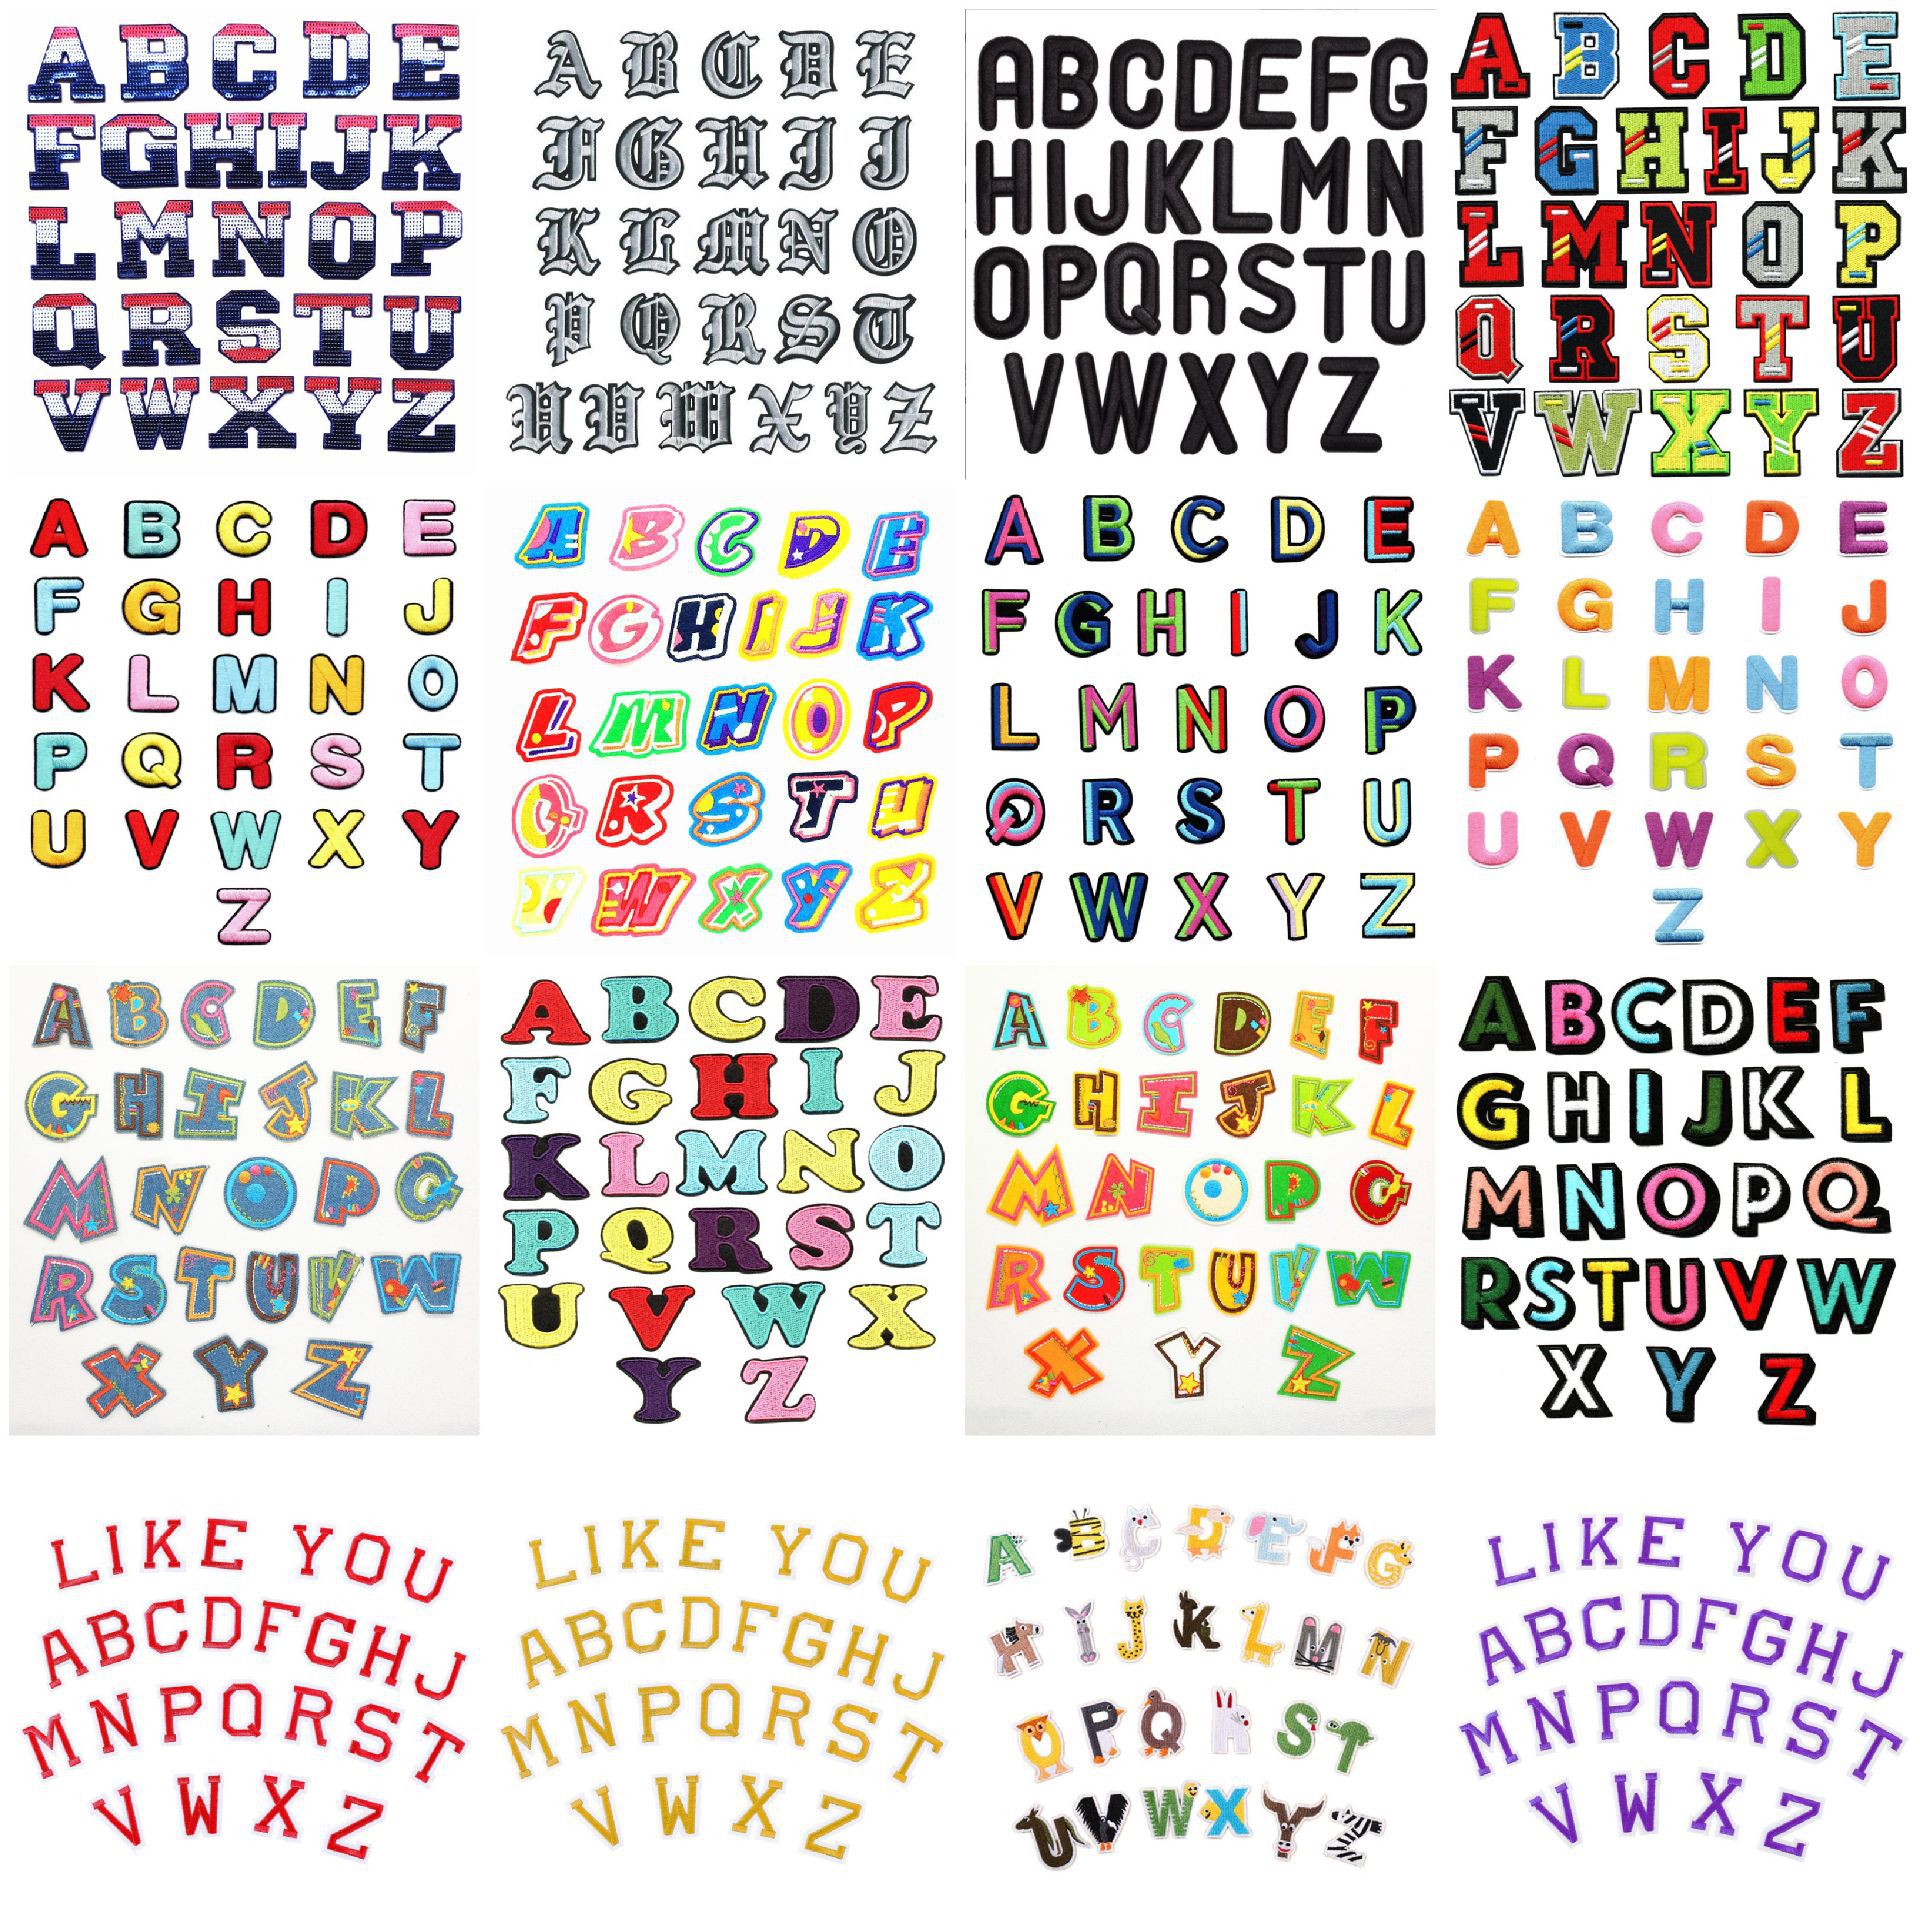 ABCDE
FGHIJK
LMNOP
QRSTU
VWXYZ
ABCDE
FGHIJ
KLMNO
PQRST
UVWXYZ
ABCDEFG
HIJKLMN
OPQRSTU
VWXYZ
ABCDE
FGHIJK
LMNOP
QRSTU
VWXYZ
ABCDE
FGHIJ
KLMNO
PQRST
UVWXY
Z
ABCDE
FGHIJK
LMNOP
QRSTU
VWXYZ
ABCDE
FGHIJK
LMNOP
QRSTU
VWXYZ
ABCDE
FGHIJ
KLMNO
PQRST
UVWXY
Z
ABCDEF
GHIJKL
MNOPQ
RSTUVW
XYZ
ABCDE
FGHIJ
KLMNO
PQRST
UVWX
YZ
ABCDEF
GHIJKL
MNOPQ
RSTUVW
XYZ
ABCDEF
GHIJKL
MNOPQ
RSTUVW
XYZ
LIKE YOU
ABCDFGHJ
MNPQRST
VWXZ
LIKE YOU
ABCDFGHJ
MNPQRST
VWXZ
ABCDEFG
HIJKLMN
OPQRST
UVWXYZ
LIKE YOU
ABCDFGHJ
MNPQRST
VWXZ